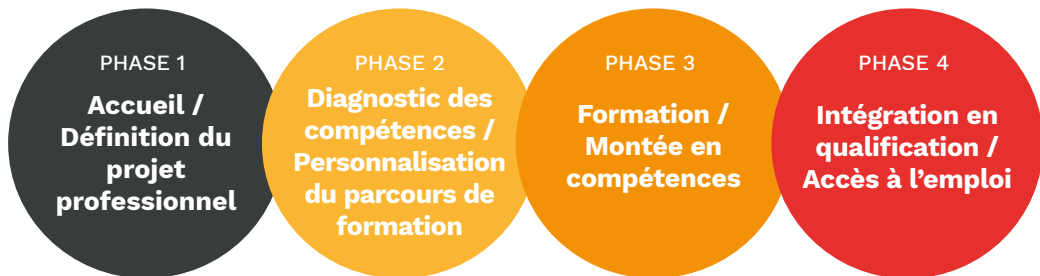 PHASE 1
Accueil /
Définition du
projet
professionnel
PHASE 2
Diagnostic des
compétences /
Personnalisation
du parcours de
formation
PHASE 3
Formation /
Montée en
compétences
PHASE 4
Intégration en
qualification /
Accès à l’emploi